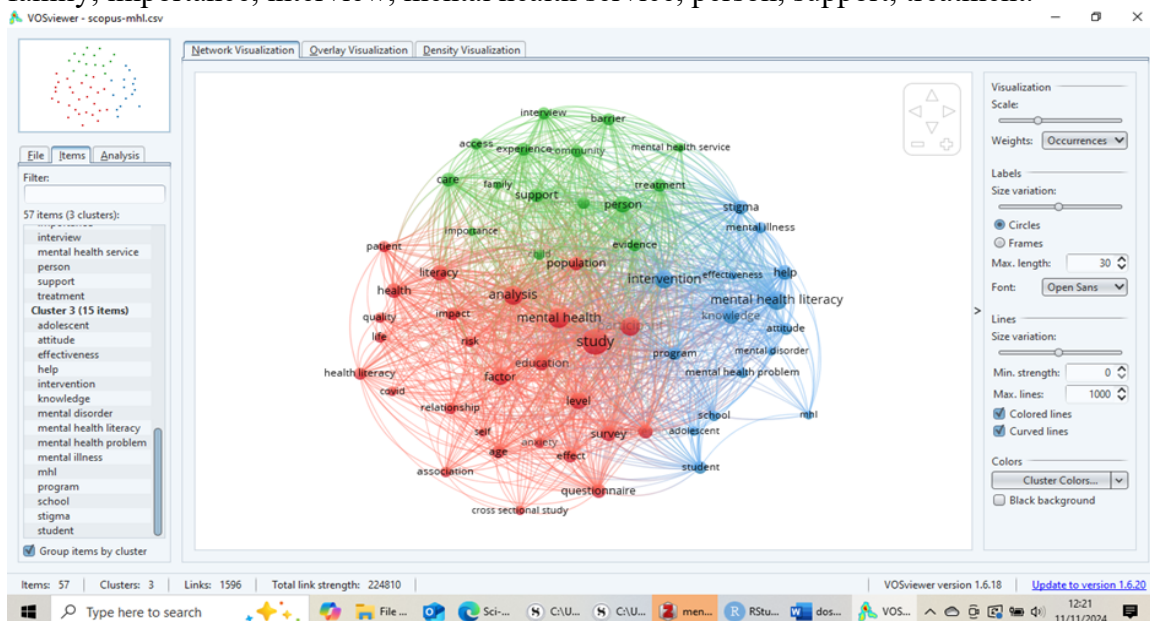 family, importance, interview, mental health service, person, support, treatment.
VOSviewer - scopus-mhl.csv
Network Visualization Overlay Visualization Density Visualization
File Items Analysis
Filter:
57 items (3 clusters):
importance
interview
mental health service
person
support
treatment
Cluster 3 (15 items)
adolescent
attitude
effectiveness
help
intervention
knowledge
mental disorder
mental health literacy
mental health problem
mental illness
mhl
program
school
stigma
student
Group items by cluster
interview
barrier
access
experience
community
mental health service
care
family
support
treatment
person
stigma
mental illness
importance
patient
evidence
child
population
literacy
intervention
effectiveness
help
health
analysis
mental health literacy
quality
impact
mental health
knowledge
attitude
life
risk
study
program
mental disorder
education
health literacy
factor
mental health problem
covid
level
relationship
school
mhl
self
anxiety
survey
adolescent
age
effect
association
student
questionnaire
cross sectional study
Visualization
Scale:
Weights: Occurrences
Labels
Size variation:
Circles
Frames
Max. length: 30
Font: Open Sans
Lines
Size variation:
Min. strength: 0
Max. lines: 1000
Colored lines
Curved lines
Colors
Cluster Colors...
Black background
Items: 57 Clusters: 3 Links: 1596 Total link strength: 224810 VOSviewer version 1.6.18 Update to version 1.6.20
Type here to search File ... Sci-... C:\U... C:\U... men... RStu... dos... VOS... 12:21
11/11/2024